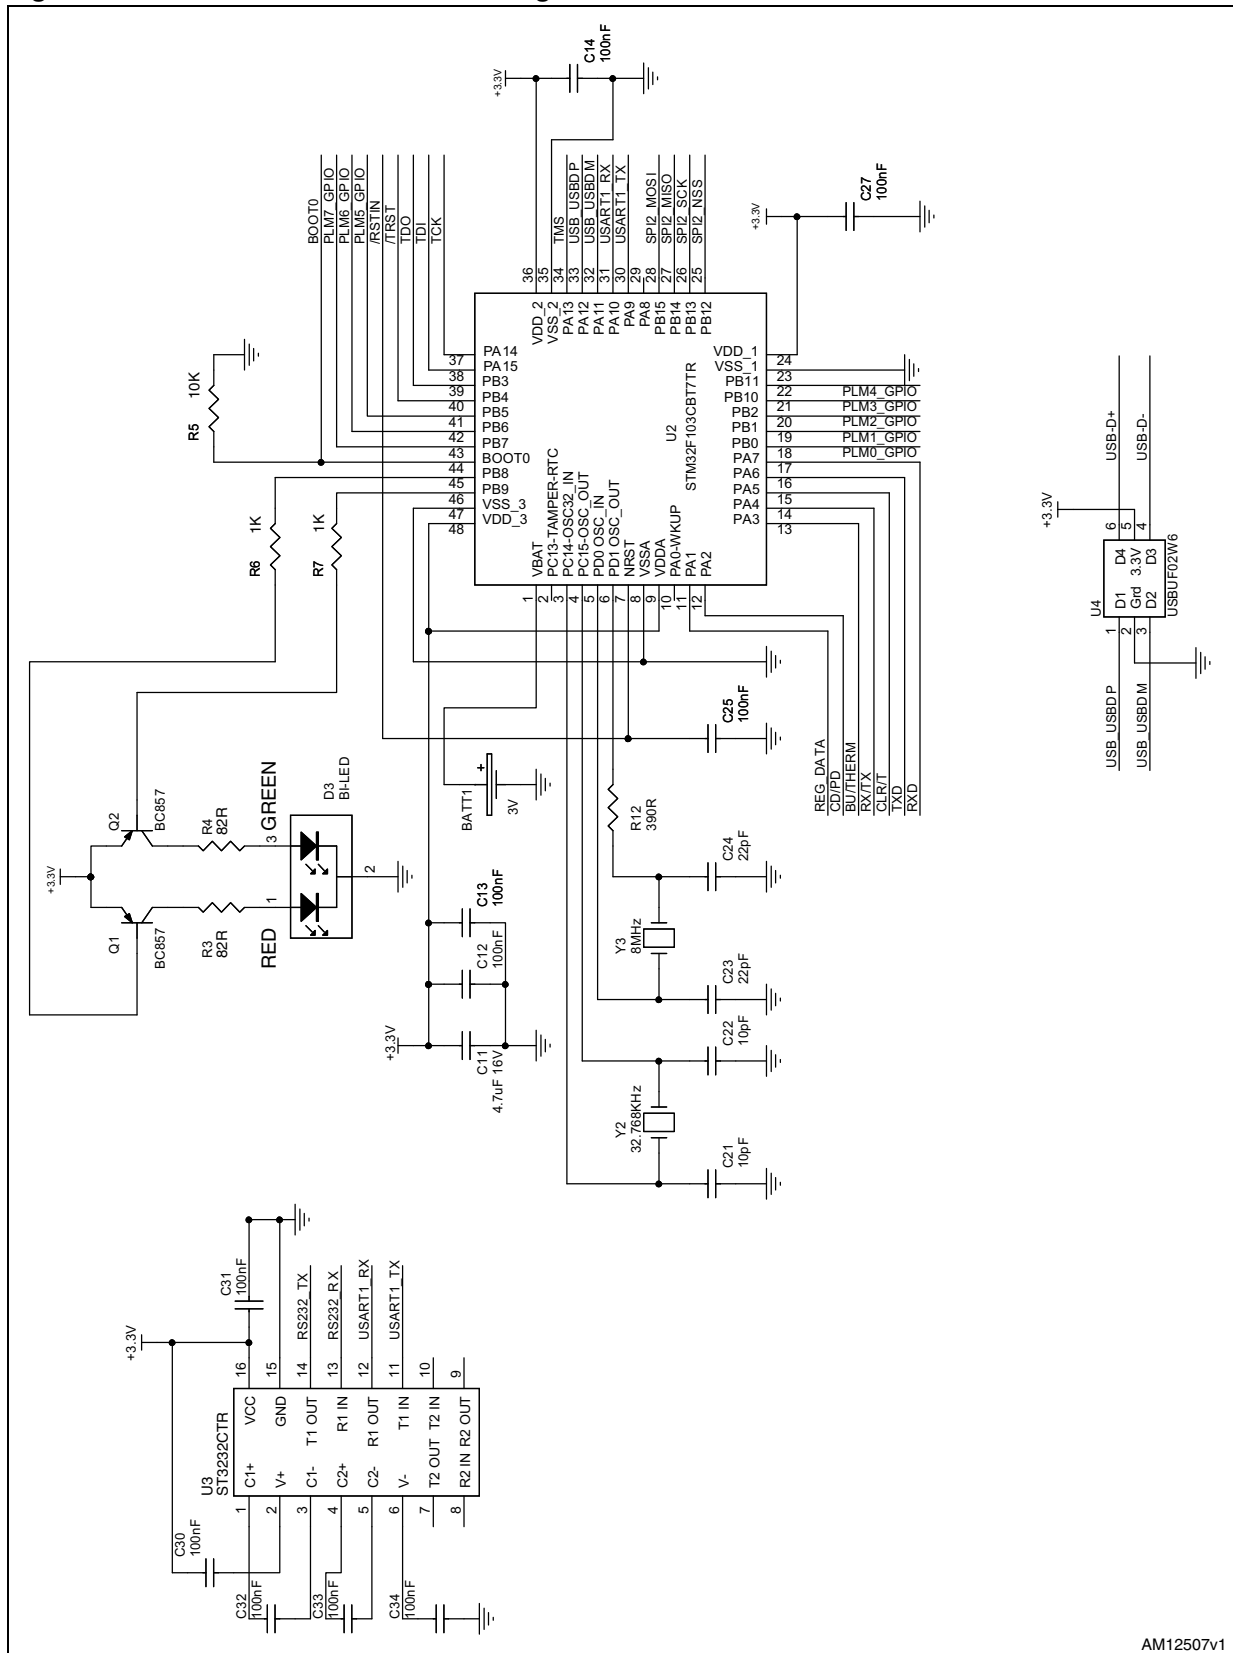 C14
100nF
+3.3V
BOOT0
PLM7_GPIO
PLM6_GPIO
PLM5_GPIO
/RSTIN
/TRST
TDO
TDI
TCK
TMS
USB_USBDP
USB_USBDM
USART1_RX
USART1_TX
SPI2_MOSI
SPI2_MISO
SPI2_SCK
SPI2_NSS
C27
100nF
+3.3V
36
35
34
33
32
31
30
29
28
27
26
25
VDD_2
VSS_2
PA13
PA12
PA11
PA10
PA9
PA8
PB15
PB14
PB13
PB12
37
38
39
40
41
42
43
44
45
46
47
48
PA14
PA15
PB3
PB4
PB5
PB6
PB7
BOOT0
PB8
PB9
VSS_3
VDD_3
U2
STM32F103CBT7TR
VDD_1
VSS_1
PB11
PB10
PB2
PB1
PB0
PA7
PA6
PA5
PA4
PA3
24
23
22
21
20
19
18
17
16
15
14
13
PLM4_GPIO
PLM3_GPIO
PLM2_GPIO
PLM1_GPIO
PLM0_GPIO
VBAT
PC13-TAMPER-RTC
PC14-OSC32_IN
PC15-OSC_OUT
PD0 OSC_IN
PD1 OSC_OUT
NRST
VSSA
VDDA
PA0-WKUP
PA1
PA2
1
2
3
4
5
6
7
8
9
10
11
12
R5
10K
R6
1K
R7
1K
USB-D+
USB-D-
+3.3V
6
5
4
D4
3.3V
D3
U4
USBUF02W6
D1
Grd
D2
1
2
3
USB_USBDP
USB_USBDM
C25
100nF
REG_DATA
CD/PD
BU/THERM
RX/TX
CLR/T
TXD
RXD
BATT1
+
3V
R12
390R
Q2
BC857
R4
82R
3
GREEN
D3
BI-LED
2
+3.3V
Q1
BC857
R3
82R
1
RED
C13
100nF
C12
100nF
C11
4.7uF 16V
+3.3V
C24
22pF
Y3
8MHz
C23
22pF
C22
10pF
Y2
32.768KHz
C21
10pF
C31
100nF
+3.3V
RS232_TX
RS232_RX
USART1_RX
USART1_TX
16
15
14
13
12
11
10
9
VCC
GND
T1 OUT
R1 IN
R1 OUT
T1 IN
T2 OUT T2 IN
R2 IN R2 OUT
U3
ST3232CTR
C1+
V+
C1-
C2+
C2-
V-
1
2
3
4
5
6
7
8
C30
100nF
C32
100nF
C33
100nF
C34
100nF
AM12507v1